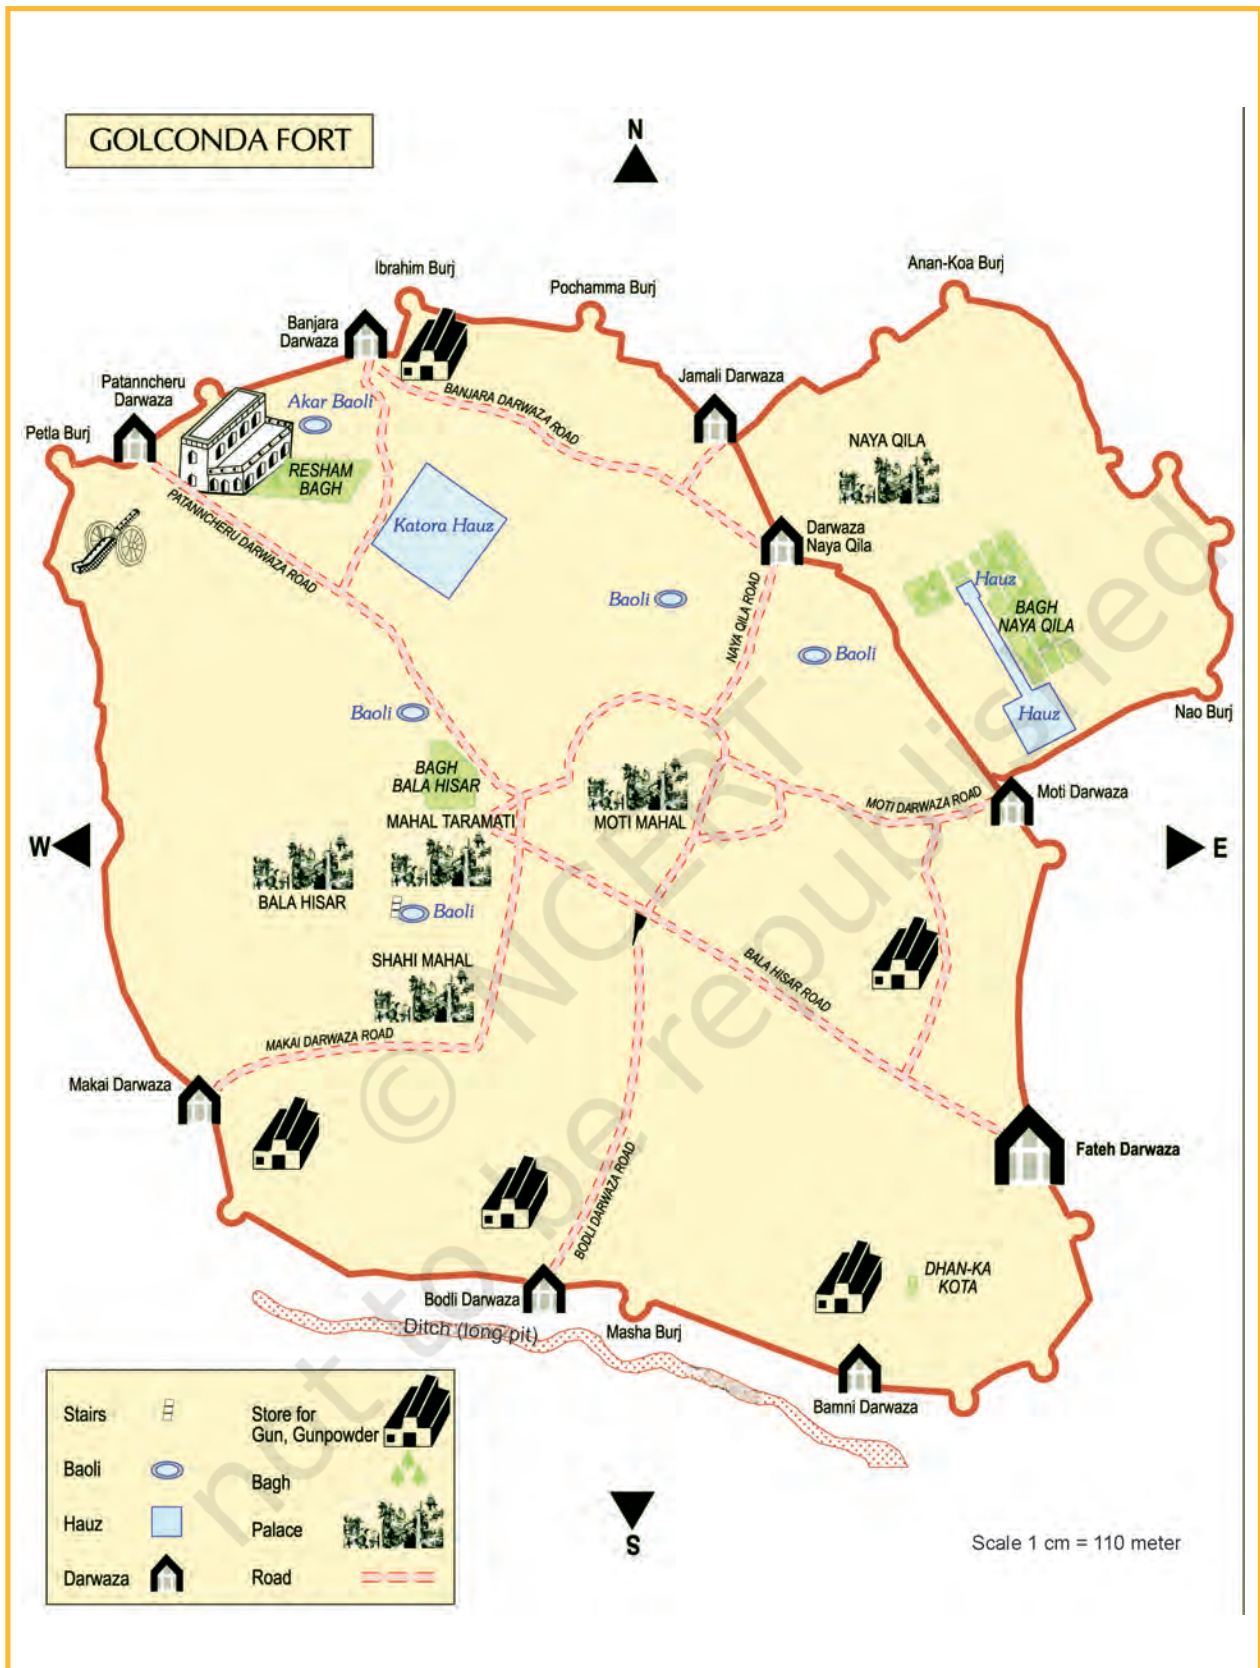 GOLCONDA FORT
N
Ibrahim Burj
Pochamma Burj
Anan-Koa Burj
Banjara
Darwaza
Patanncheru
Darwaza
Akar Baoli
Jamali Darwaza
BANJARA DARWAZA ROAD
Petla Burj
RESHAM
BAGH
NAYA QILA
PATANNCHERU DARWAZA ROAD
Katora Hauz
Darwaza
Naya Qila
Hauz
BAGH
NAYA QILA
Baoli
NAYA QILA ROAD
Baoli
Baoli
Hauz
Nao Burj
BAGH
BALA HISAR
MAHAL TARAMATI
MOTI MAHAL
MOTI DARWAZA ROAD
Moti Darwaza
W
E
BALA HISAR
Baoli
SHAHI MAHAL
BALA HISAR ROAD
MAKAI DARWAZA ROAD
Makai Darwaza
Fateh Darwaza
BODLI DARWAZA ROAD
DHAN-KA
KOTA
Bodli Darwaza
Ditch (long pit)
Masha Burj
Bamni Darwaza
Stairs
Store for
Gun, Gunpowder
Baoli
Bagh
Hauz
Palace
Darwaza
Road
S
Scale 1 cm = 110 meter
© NCERT
not to be republished